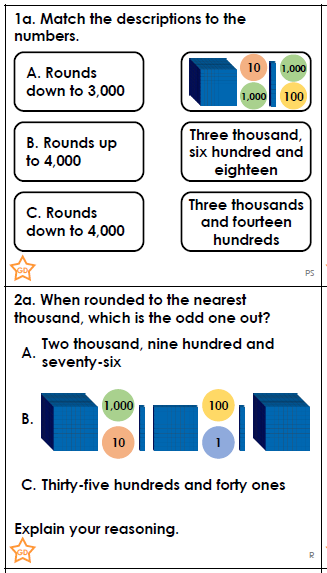 1a. Match the descriptions to the
numbers.
A. Rounds
down to 3,000
10
1,000
1,000
100
B. Rounds up
to 4,000
Three thousand,
six hundred and
eighteen
C. Rounds
down to 4,000
Three thousands
and fourteen
hundreds
GD
PS
2a. When rounded to the nearest
thousand, which is the odd one out?
A. Two thousand, nine hundred and
seventy-six
B.
1,000
100
10
1
C. Thirty-five hundreds and forty ones
Explain your reasoning.
GD
R